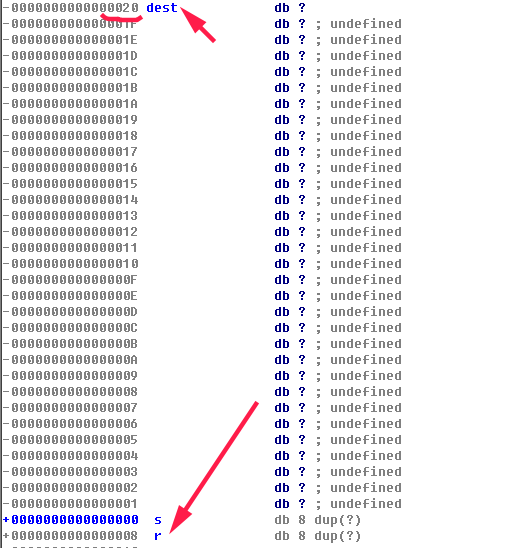 -0000000000000020 dest db ?
-000000000000001F db ? ; undefined
-000000000000001E db ? ; undefined
-000000000000001D db ? ; undefined
-000000000000001C db ? ; undefined
-000000000000001B db ? ; undefined
-000000000000001A db ? ; undefined
-0000000000000019 db ? ; undefined
-0000000000000018 db ? ; undefined
-0000000000000017 db ? ; undefined
-0000000000000016 db ? ; undefined
-0000000000000015 db ? ; undefined
-0000000000000014 db ? ; undefined
-0000000000000013 db ? ; undefined
-0000000000000012 db ? ; undefined
-0000000000000011 db ? ; undefined
-0000000000000010 db ? ; undefined
-000000000000000F db ? ; undefined
-000000000000000E db ? ; undefined
-000000000000000D db ? ; undefined
-000000000000000C db ? ; undefined
-000000000000000B db ? ; undefined
-000000000000000A db ? ; undefined
-0000000000000009 db ? ; undefined
-0000000000000008 db ? ; undefined
-0000000000000007 db ? ; undefined
-0000000000000006 db ? ; undefined
-0000000000000005 db ? ; undefined
-0000000000000004 db ? ; undefined
-0000000000000003 db ? ; undefined
-0000000000000002 db ? ; undefined
-0000000000000001 db ? ; undefined
+0000000000000000 s db 8 dup(?)
+0000000000000008 r db 8 dup(?)